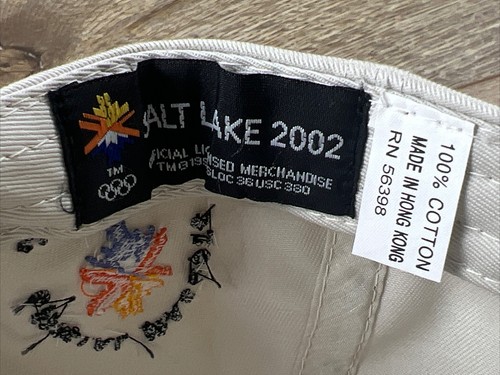 ALT LAKE 2002
FICIAL LIC SED MERCHANDISE
TM©199 SLOC 36 USC 380
TM
100% COTTON
MADE IN HONG KONG
RN 56398